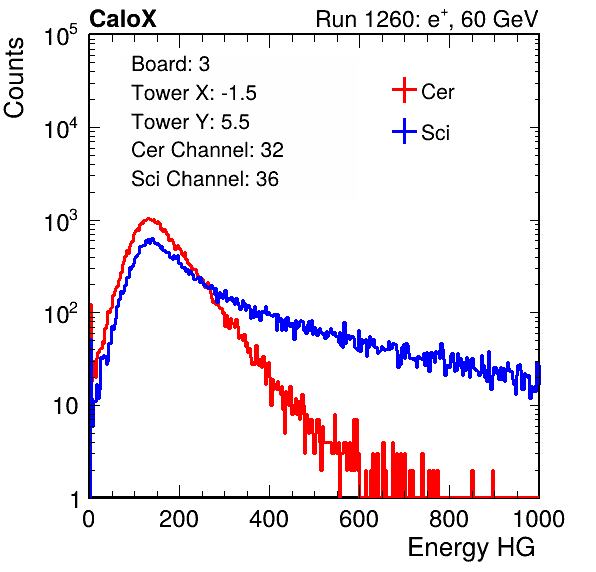 CaloX Run 1260: e⁺, 60 GeV
Counts
Board: 3
Tower X: -1.5
Tower Y: 5.5
Cer Channel: 32
Sci Channel: 36
Cer
Sci
10⁵
10⁴
10³
10²
10
1
0 200 400 600 800 1000
Energy HG